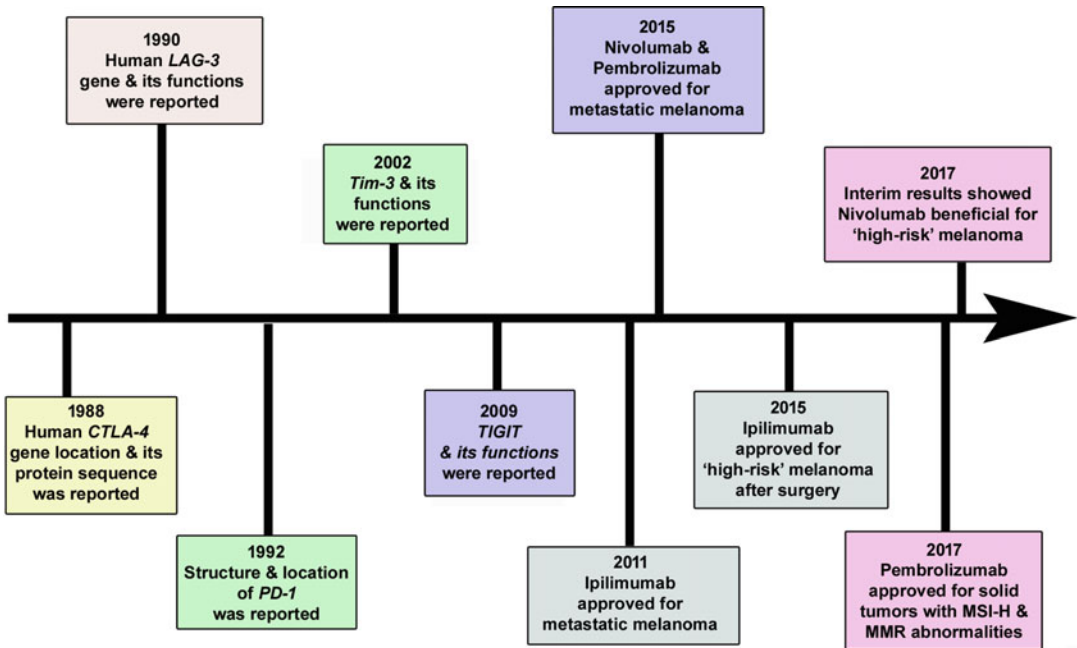 1990
Human LAG-3
gene & its functions
were reported
2015
Nivolumab &
Pembrolizumab
approved for
metastatic melanoma
2002
Tim-3 & its
functions
were reported
2017
Interim results showed
Nivolumab beneficial for
‘high-risk’ melanoma
1988
Human CTLA-4
gene location & its
protein sequence
was reported
2009
TIGIT
& its functions
were reported
2015
Ipilimumab
approved for
‘high-risk’ melanoma
after surgery
1992
Structure & location
of PD-1
was reported
2011
Ipilimumab
approved for
metastatic melanoma
2017
Pembrolizumab
approved for solid
tumors with MSI-H &
MMR abnormalities